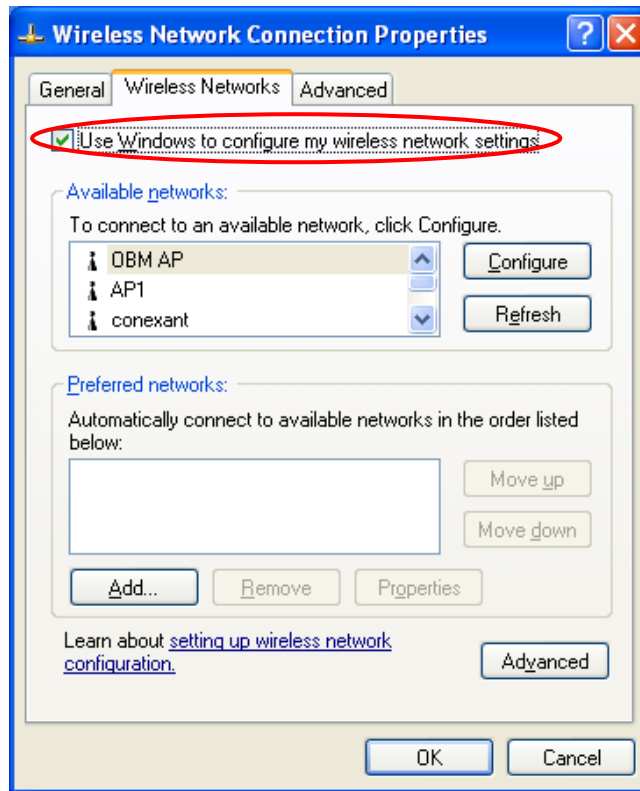 Wireless Network Connection Properties
General Wireless Networks Advanced
Use Windows to configure my wireless network settings
Available networks:
To connect to an available network, click Configure.
OBM AP
AP1
conexant
Configure
Refresh
Preferred networks:
Automatically connect to available networks in the order listed
below:
Move up
Move down
Add... Remove Properties
Learn about setting up wireless network
configuration.
Advanced
OK Cancel